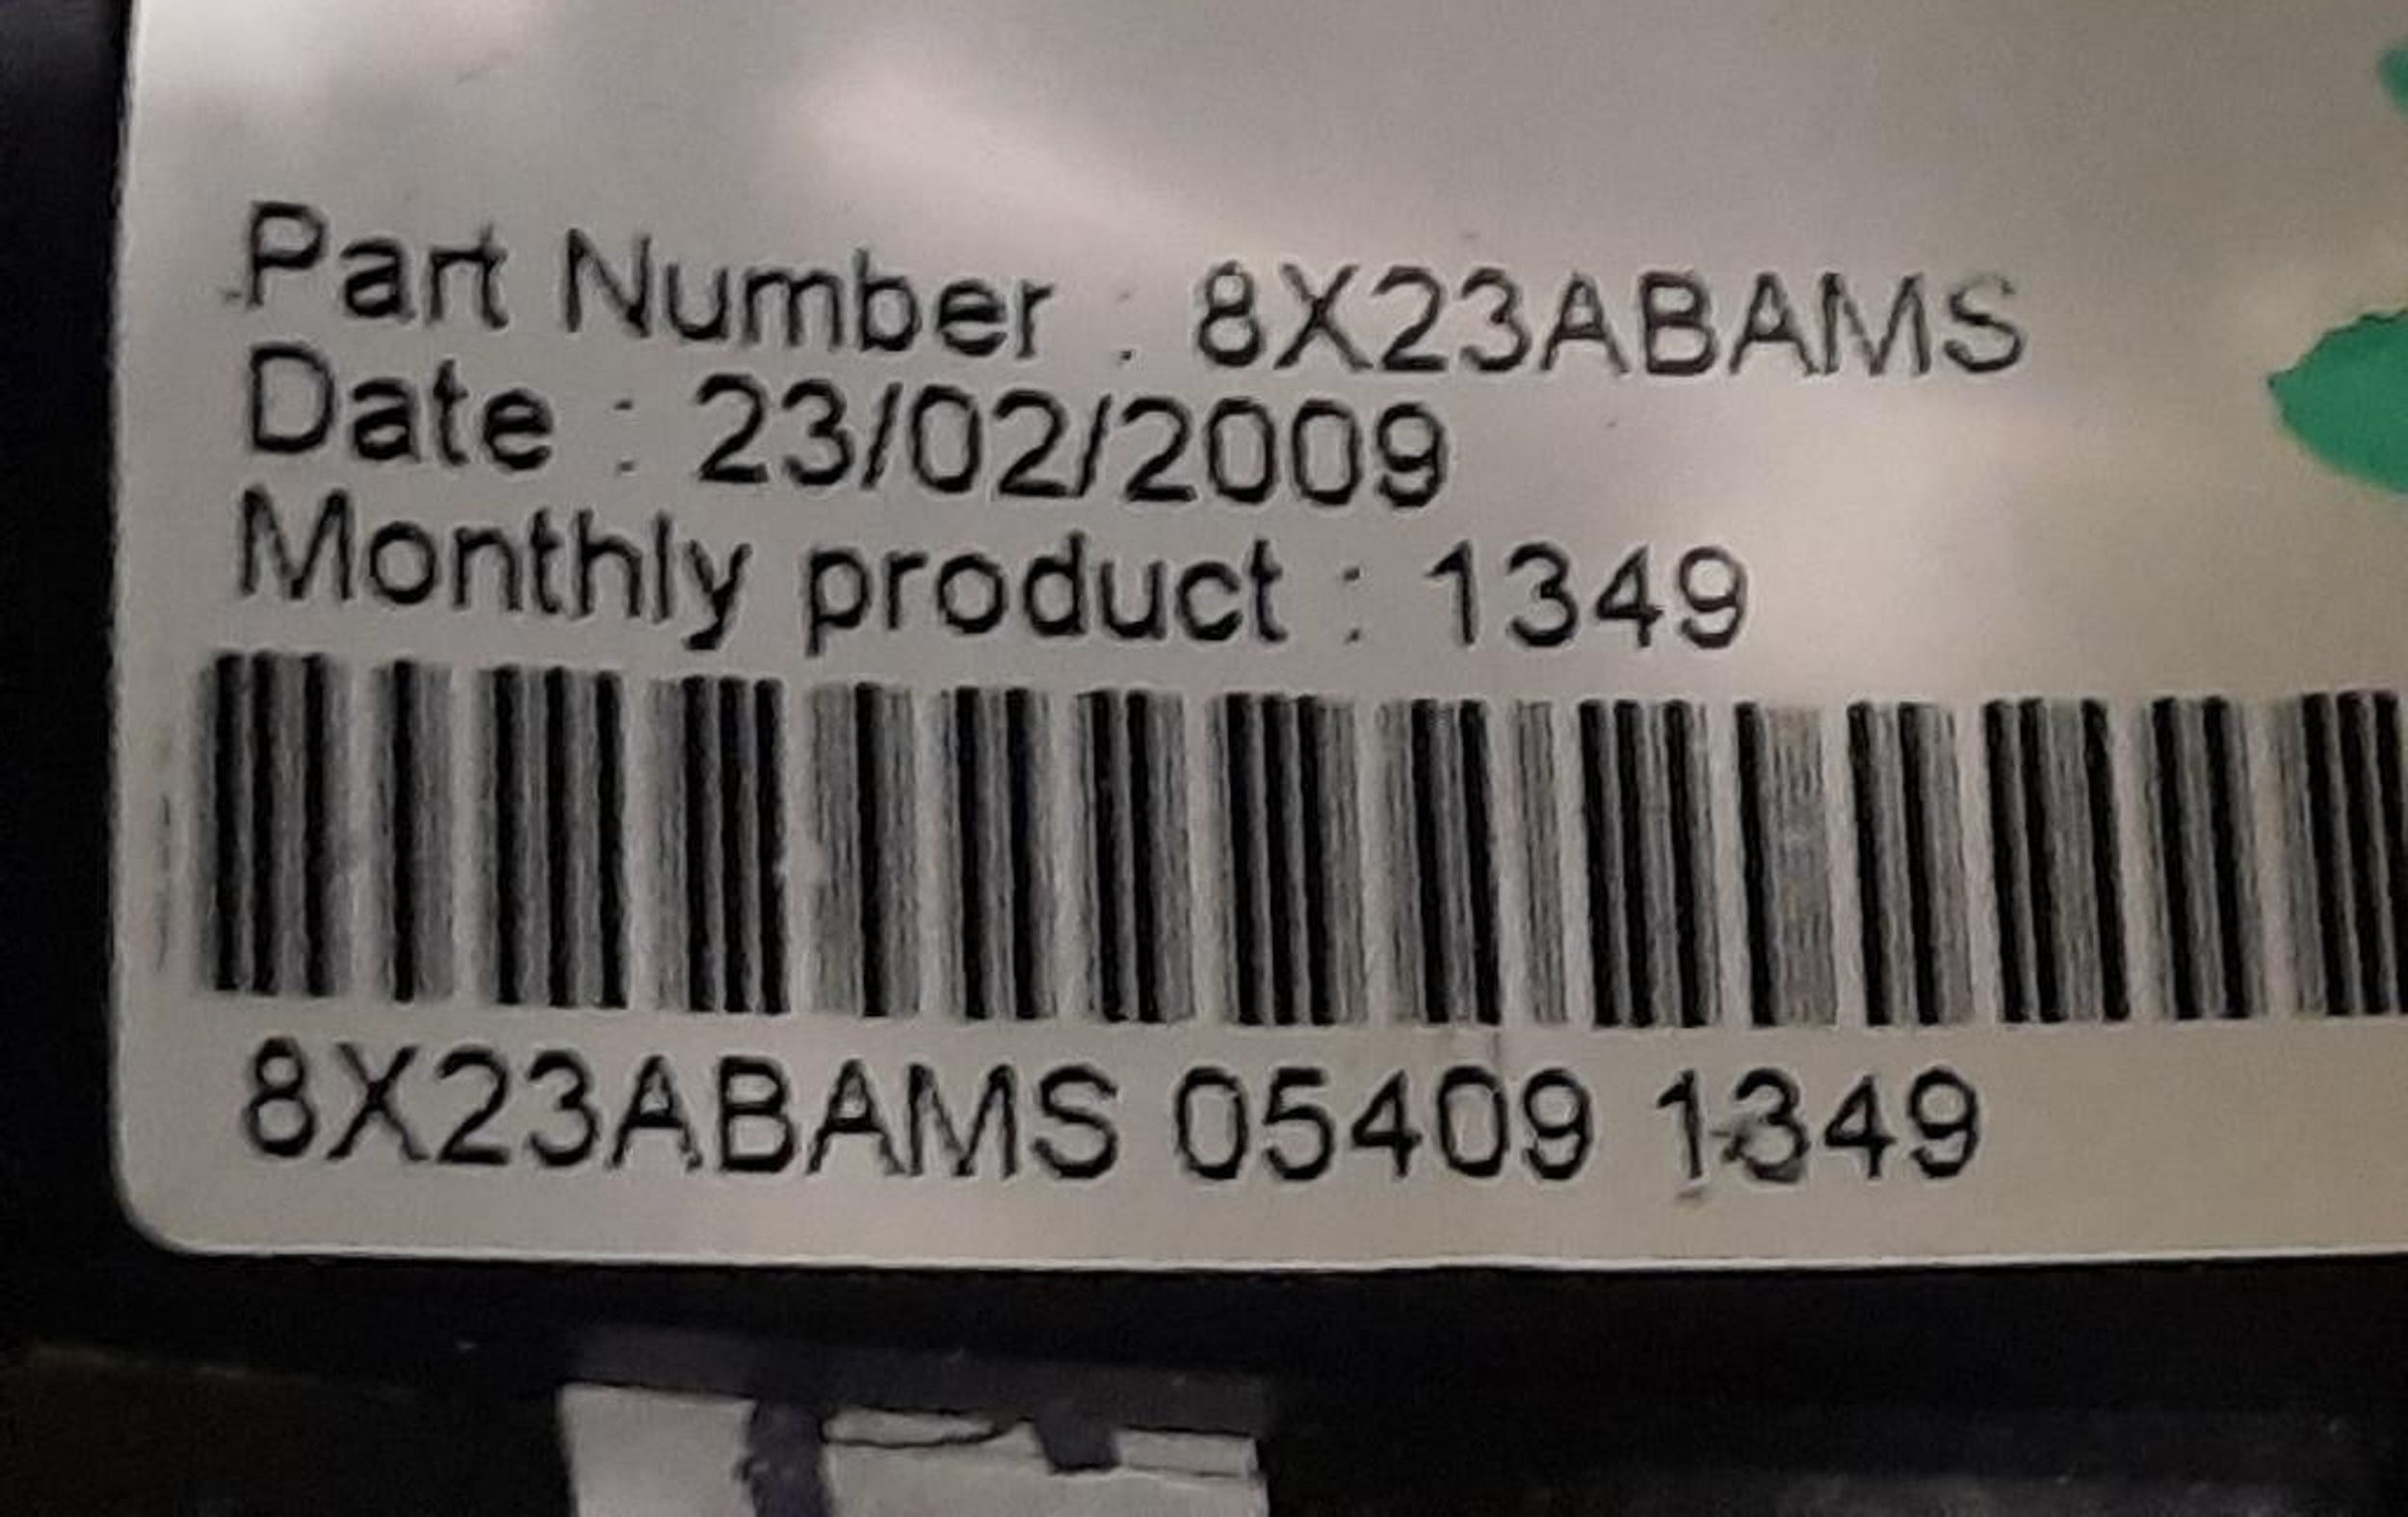 Part Number : 8X23ABAMS
Date : 23/02/2009
Monthly product : 1349
8X23ABAMS 05409 1349